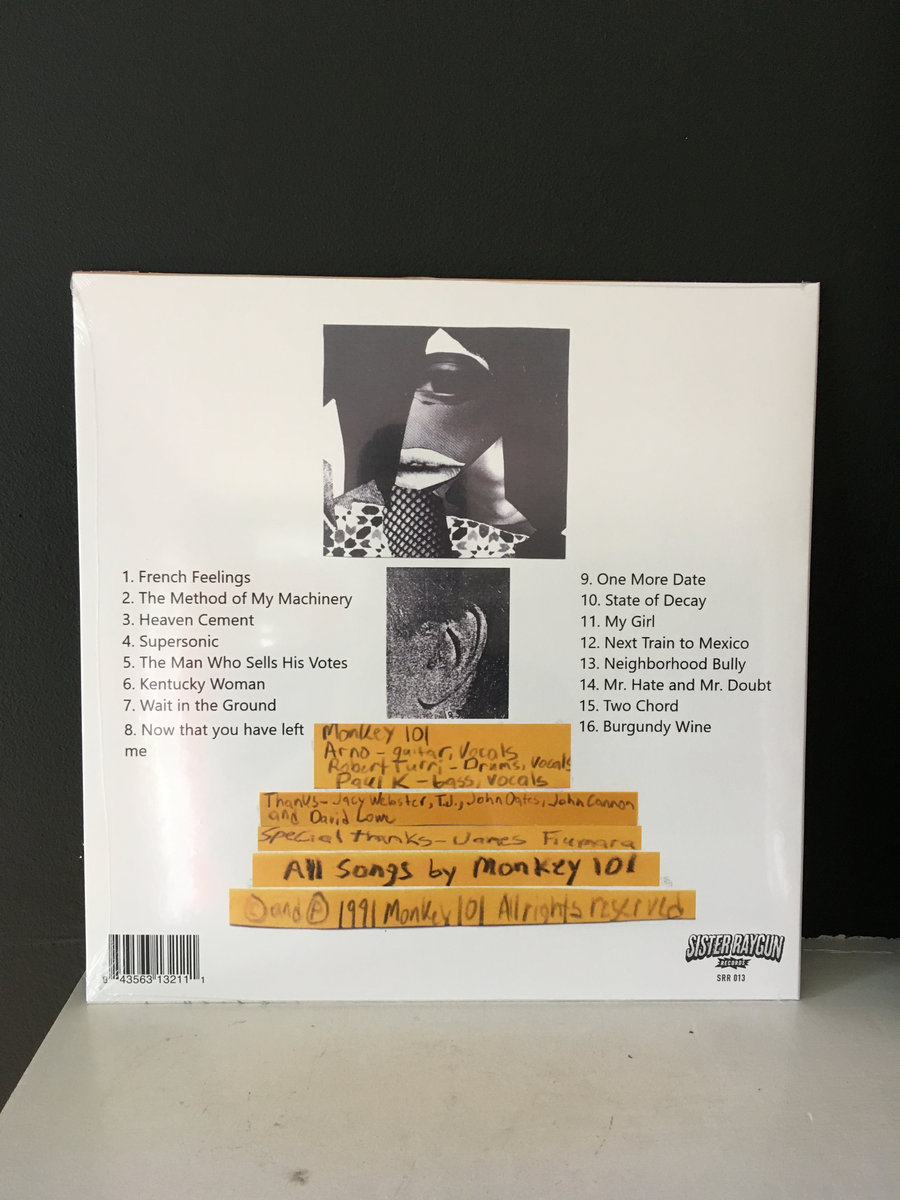 1. French Feelings
2. The Method of My Machinery
3. Heaven Cement
4. Supersonic
5. The Man Who Sells His Votes
6. Kentucky Woman
7. Wait in the Ground
8. Now that you have left
me
9. One More Date
10. State of Decay
11. My Girl
12. Next Train to Mexico
13. Neighborhood Bully
14. Mr. Hate and Mr. Doubt
15. Two Chord
16. Burgundy Wine
Monkey 101
Arno - guitar, vocals
Robert Furri - Drums, vocals
Paul K - bass, vocals
Thanks - Jacy Webster, T.J., John Oates, John Cannon
and David Lowe
Special thanks - James Fiumara
All Songs by Monkey 101
© and Ⓟ 1991 Monkey 101 All rights reserved
43563 13211 1
SISTER RAYGUN
RECORDS
SRR 013